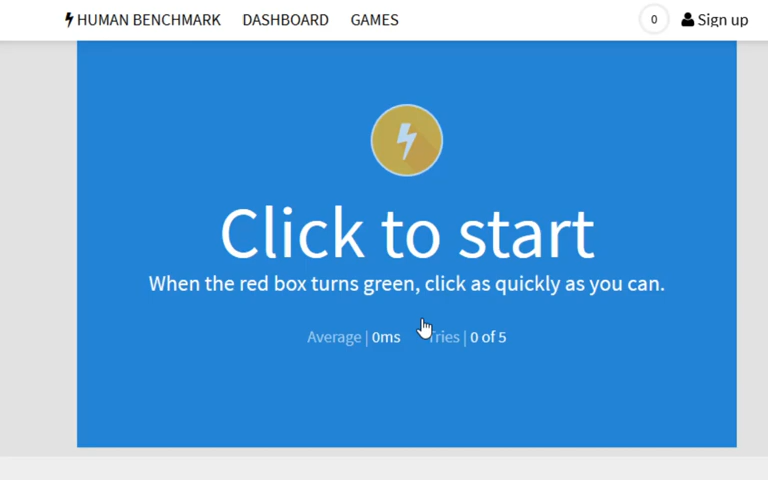 HUMAN BENCHMARK DASHBOARD GAMES 0 Sign up
Click to start
When the red box turns green, click as quickly as you can.
Average | 0ms Tries | 0 of 5